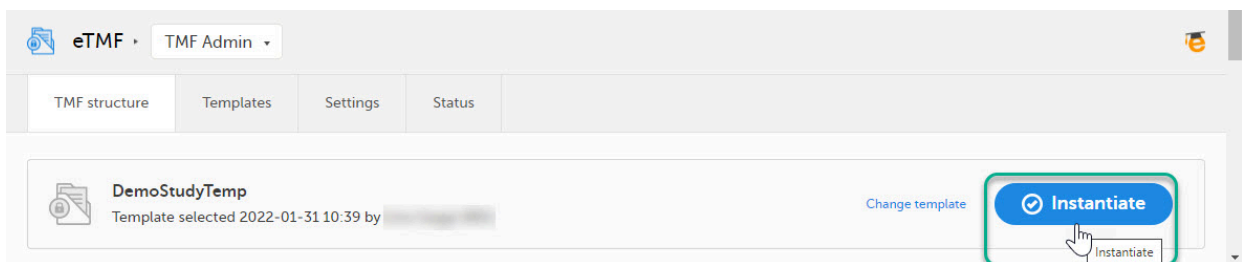 eTMF
TMF Admin
TMF structure
Templates
Settings
Status
DemoStudyTemp
Template selected 2022-01-31 10:39 by
Change template
Instantiate
Instantiate